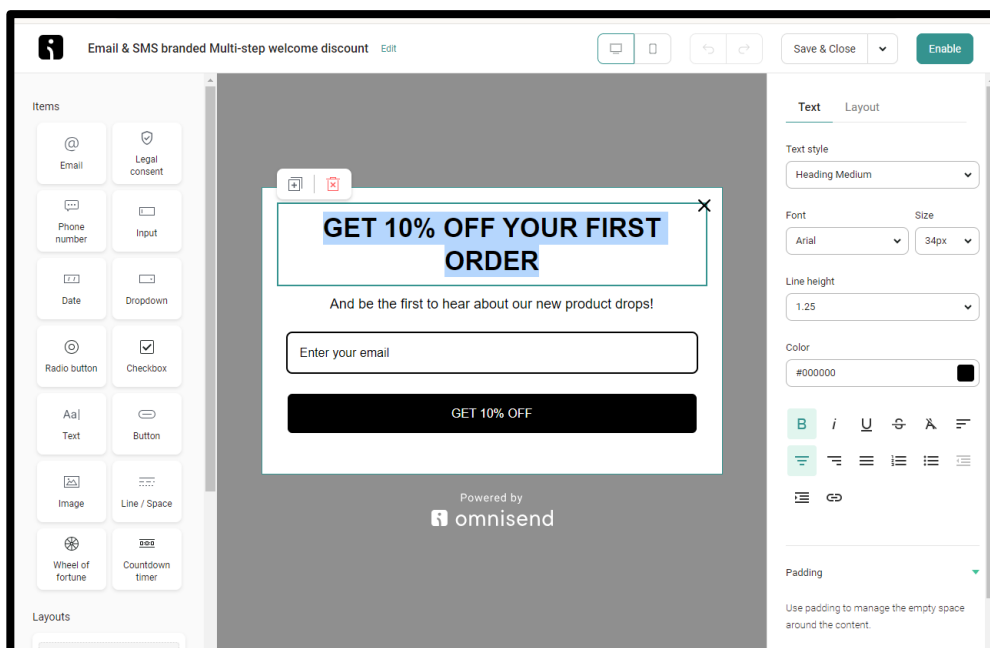 Email & SMS branded Multi-step welcome discount Edit
Save & Close
Enable
Items
@
Email
Legal
consent
Phone
number
Input
Date
Dropdown
Radio button
Checkbox
Aa|
Text
Button
Image
Line / Space
Wheel of
fortune
Countdown
timer
Layouts
GET 10% OFF YOUR FIRST
ORDER
And be the first to hear about our new product drops!
Enter your email
GET 10% OFF
Powered by
omnisend
Text Layout
Text style
Heading Medium
Font Size
Arial 34px
Line height
1.25
Color
#000000
B i U S A
Padding
Use padding to manage the empty space
around the content.